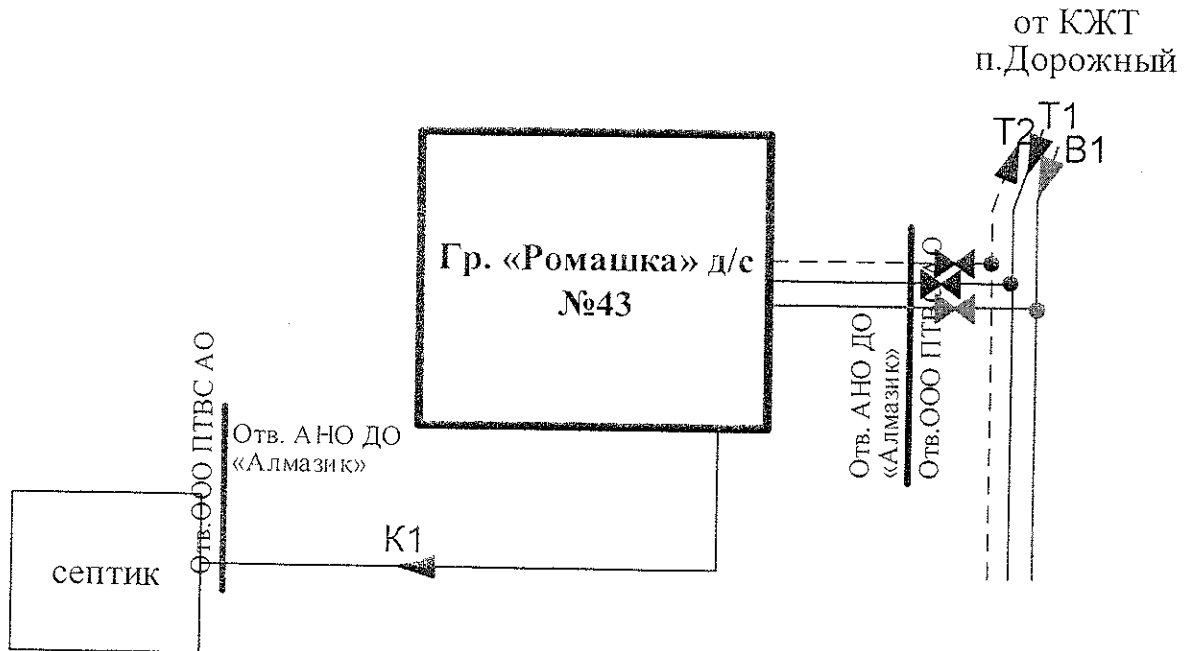 от КЖТ
п.Дорожный
Т2
Т1
В1
Гр. «Ромашка» д/с
№43
Отв. АНО ДО
«Алмазик»
Отв.ООО ПТВС АО
Отв.ООО ПТВС АО
Отв. АНО ДО
«Алмазик»
К1
септик